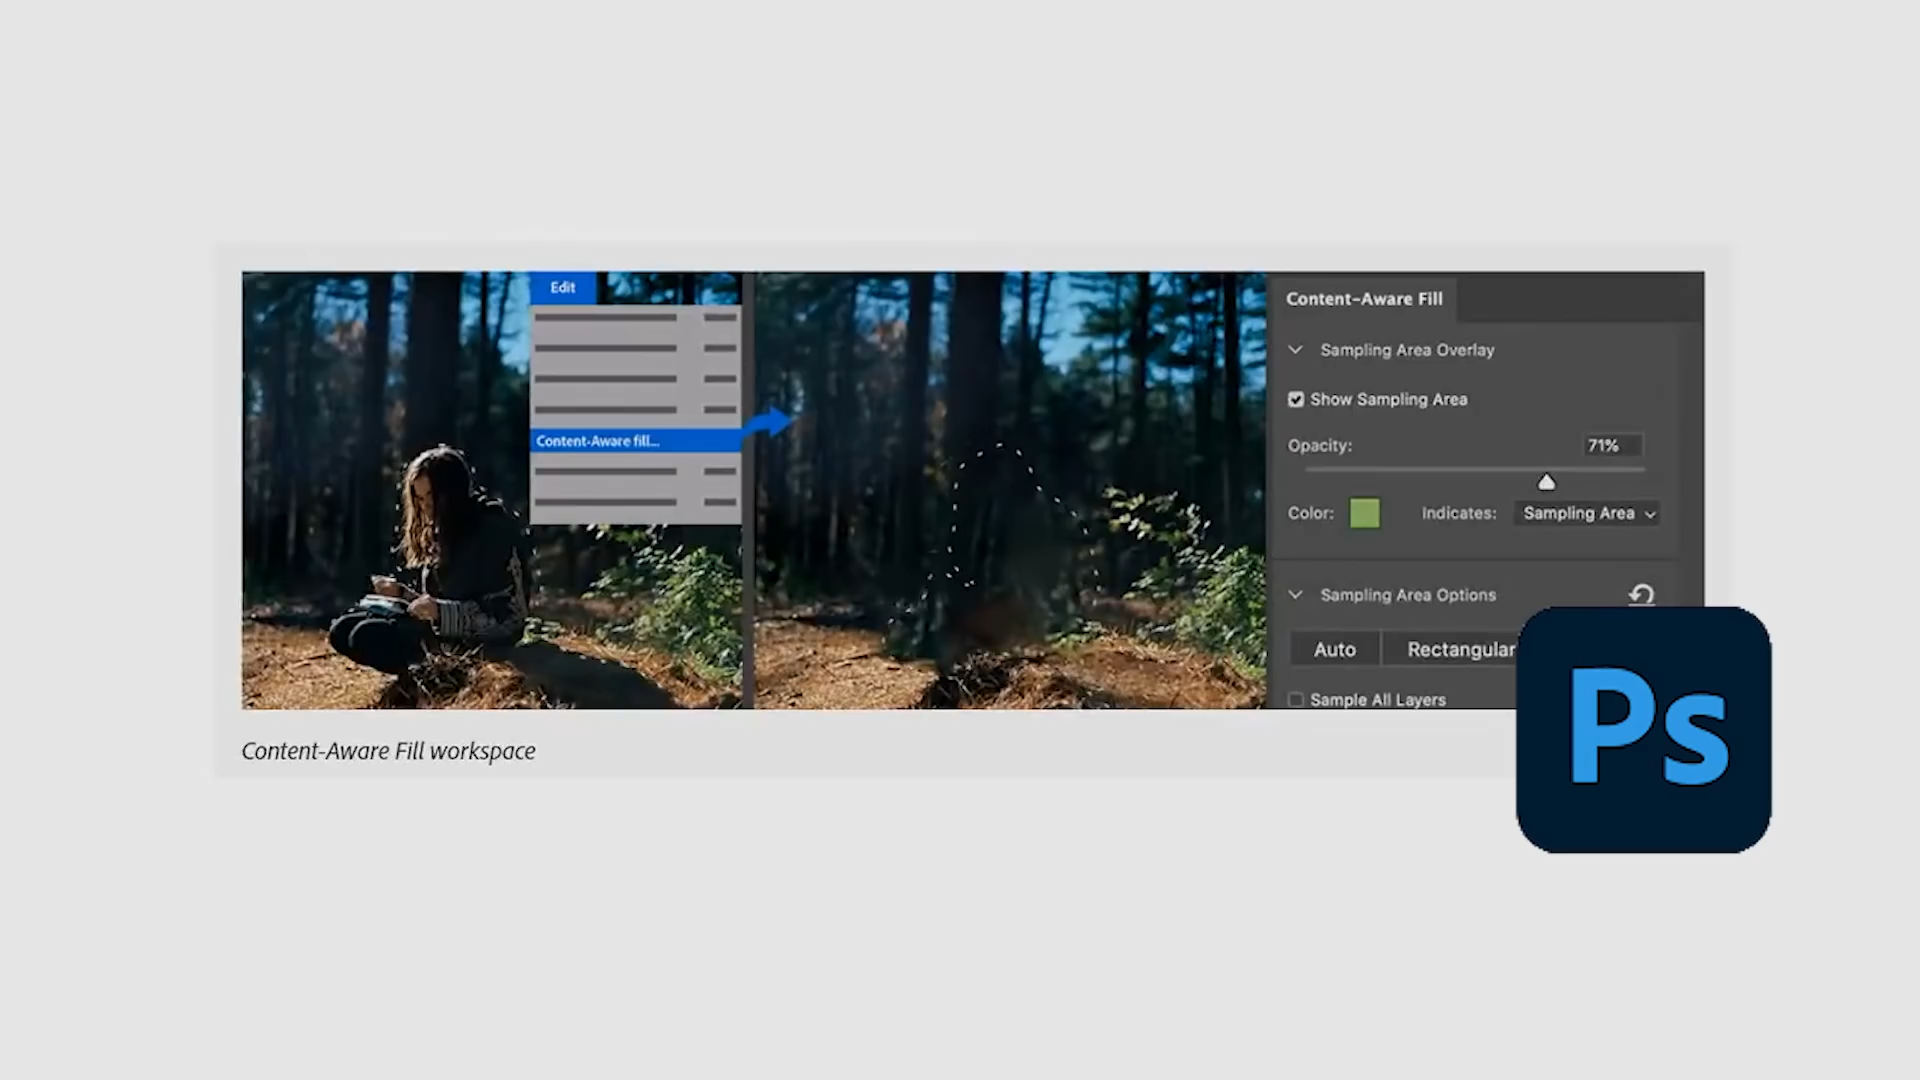 Edit
Content-Aware fill...
Content-Aware Fill
Sampling Area Overlay
Show Sampling Area
Opacity: 71%
Color: Indicates: Sampling Area
Sampling Area Options
Auto Rectangular
Sample All Layers
Content-Aware Fill workspace
Ps